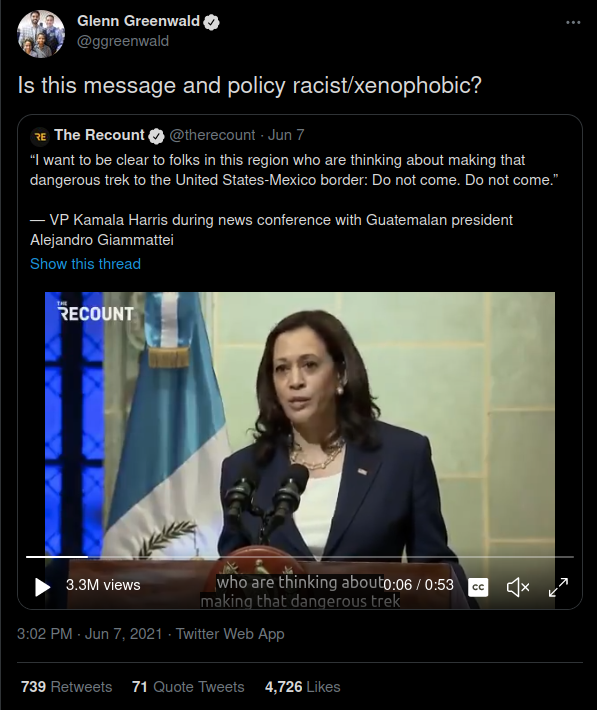 Glenn Greenwald
@ggreenwald
Is this message and policy racist/xenophobic?
RE The Recount @therecount · Jun 7
“I want to be clear to folks in this region who are thinking about making that
dangerous trek to the United States-Mexico border: Do not come. Do not come.”
— VP Kamala Harris during news conference with Guatemalan president
Alejandro Giammattei
Show this thread
THE
RECOUNT
3.3M views
who are thinking about
making that dangerous trek
0:06 / 0:53
CC
3:02 PM · Jun 7, 2021 · Twitter Web App
739 Retweets 71 Quote Tweets 4,726 Likes